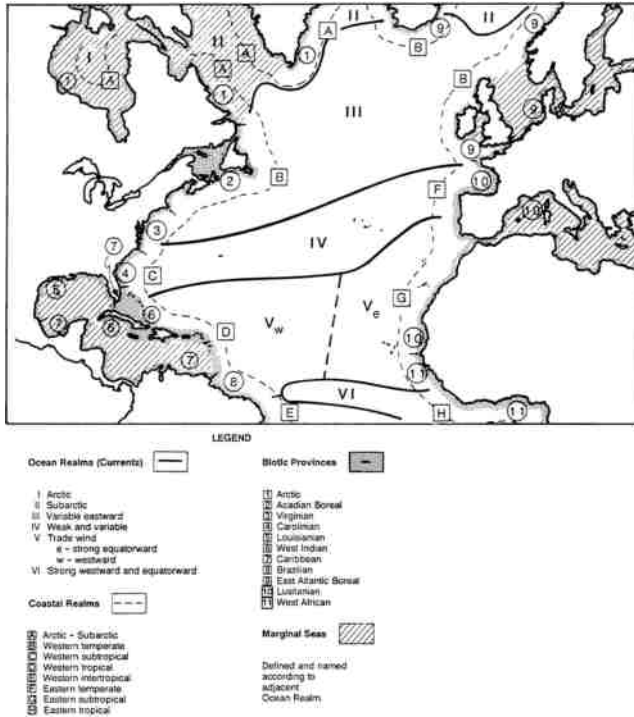 II
II
I
II
A
A
1
A
9
9
B
B
1
A
1
III
9
9
2
B
F
10
10
3
7
IV
5
4
C
G
7
6
6
D
Vw
Ve
10
7
8
11
VI
E
H
11
LEGEND
Ocean Realms (Currents)
I Arctic
II Subarctic
III Variable eastward
IV Weak and variable
V Trade wind
e - strong equatorward
w - westward
VI Strong westward and equatorward
Coastal Realms
A Arctic - Subarctic
B Western temperate
Western subtropical
Western tropical
Western intertropical
Eastern temperate
Eastern subtropical
Eastern tropical
Biotic Provinces
1 Arctic
2 Acadian Boreal
3 Virginian
4 Carolinian
5 Louisianian
6 West Indian
7 Caribbean
8 Brazilian
9 East Atlantic Boreal
10 Lusitanian
11 West African
Marginal Seas
Defined and named
according to
adjacent
Ocean Realm.